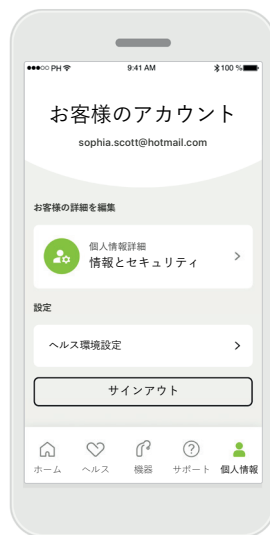 PH 9:41 AM 100 %
お客様のアカウント
sophia.scott@hotmail.com
お客様の詳細を編集
個人情報詳細
情報とセキュリティ
設定
ヘルス環境設定
サインアウト
ホーム ヘルス 機器 サポート 個人情報